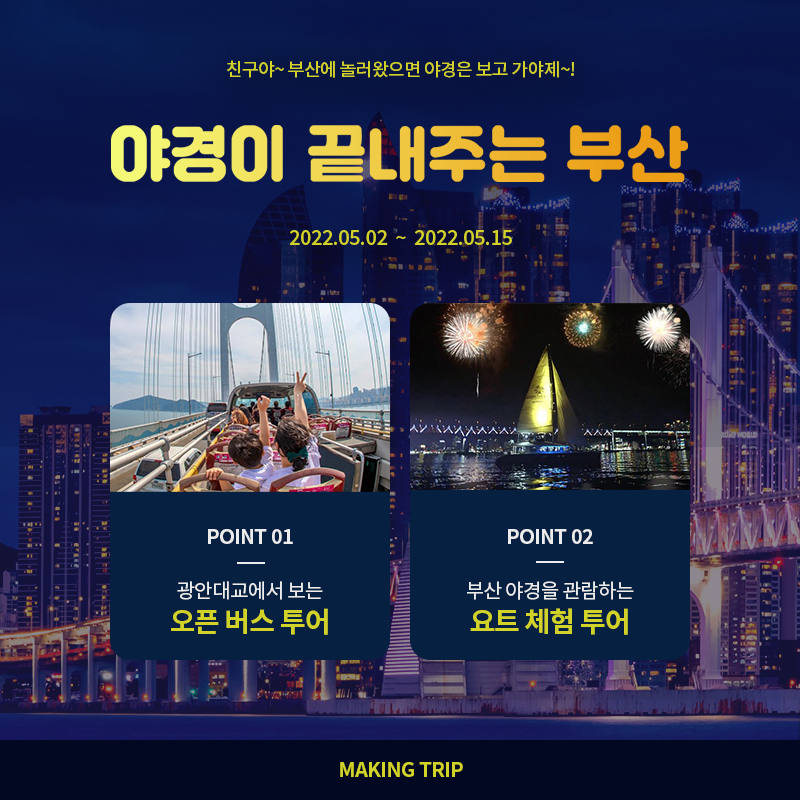 친구야~ 부산에 놀러왔으면 야경은 보고 가야제~!
야경이 끝내주는 부산
2022.05.02 ~ 2022.05.15
POINT 01
광안대교에서 보는
오픈 버스 투어
POINT 02
부산 야경을 관람하는
요트 체험 투어
MAKING TRIP